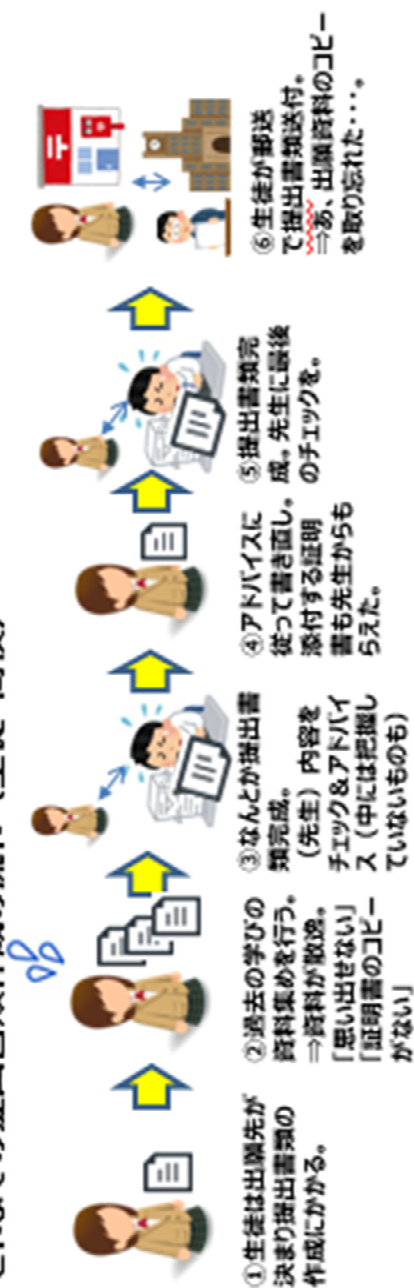 ①生徒は出願先が
決まり提出書類の
作成にかかる。
②過去の学びの
資料集めを行う。
⇒資料が散逸。
「思い出せない」
「証明書のコピー
がない」
③なんとか提出書
類完成。
（先生）内容を
チェック＆アドバイ
ス（中には把握し
ていないものも）
④アドバイスに
従って書き直し。
添付する証明
書も先生からも
らえた。
⑤提出書類完
成。先生に最後
のチェックを。
⑥生徒が郵送
で提出書類送付。
⇒あ、出願資料のコピー
を取り忘れた・・・。